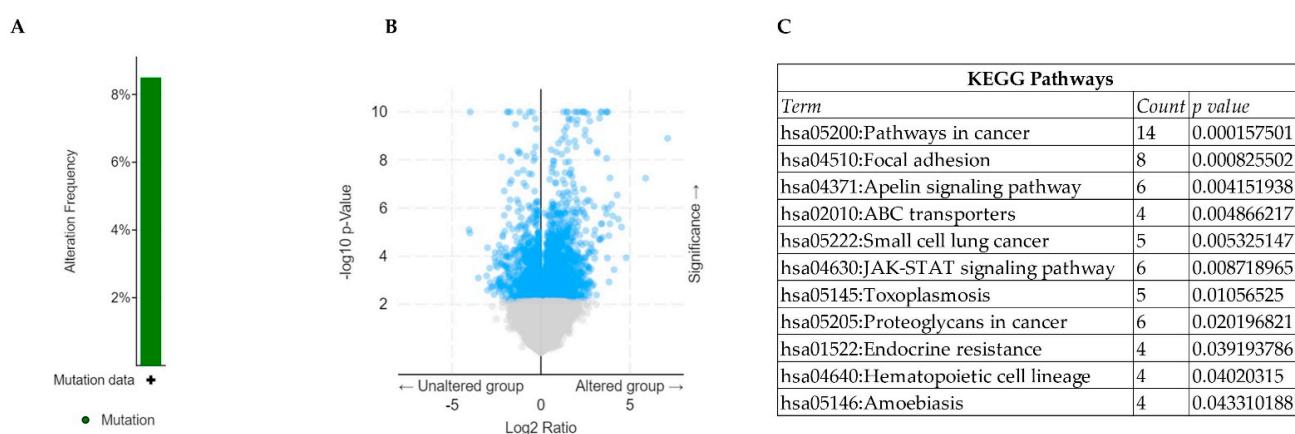 A
8%
6%
4%
2%
Alteration Frequency
Mutation data +
Mutation
B
10
8
6
4
2
-log10 p-Value
Significance →
← Unaltered group
Altered group →
-5
0
5
Log2 Ratio
C
KEGG Pathways
Term Count p value
hsa05200:Pathways in cancer 14 0.000157501
hsa04510:Focal adhesion 8 0.000825502
hsa04371:Apelin signaling pathway 6 0.004151938
hsa02010:ABC transporters 4 0.004866217
hsa05222:Small cell lung cancer 5 0.005325147
hsa04630:JAK-STAT signaling pathway 6 0.008718965
hsa05145:Toxoplasmosis 5 0.01056525
hsa05205:Proteoglycans in cancer 6 0.020196821
hsa01522:Endocrine resistance 4 0.039193786
hsa04640:Hematopoietic cell lineage 4 0.04020315
hsa05146:Amoebiasis 4 0.043310188